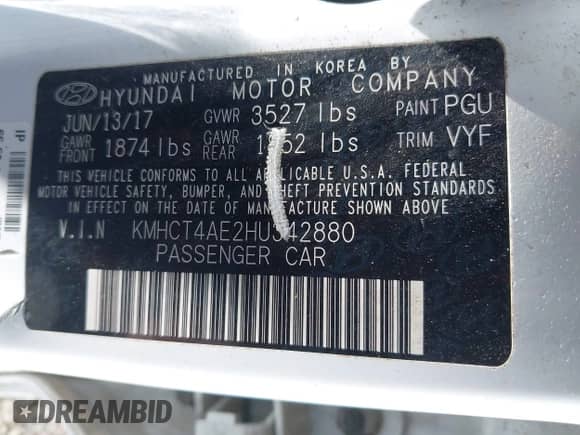 MANUFACTURED IN KOREA BY
HYUNDAI MOTOR COMPANY
JUN/13/17 GVWR 3527 lbs PAINT PGU
GAWR FRONT 1874 lbs GAWR REAR lbs TRIM VYF
THIS VEHICLE CONFORMS TO ALL APPLICABLE U.S.A. FEDERAL
MOTOR VEHICLE SAFETY, BUMPER, AND THEFT PREVENTION STANDARDS
IN EFFECT ON THE DATE OF MANUFACTURE SHOWN ABOVE.
V.I.N KMHCT4AE2HU342880
PASSENGER CAR
DREAMBID